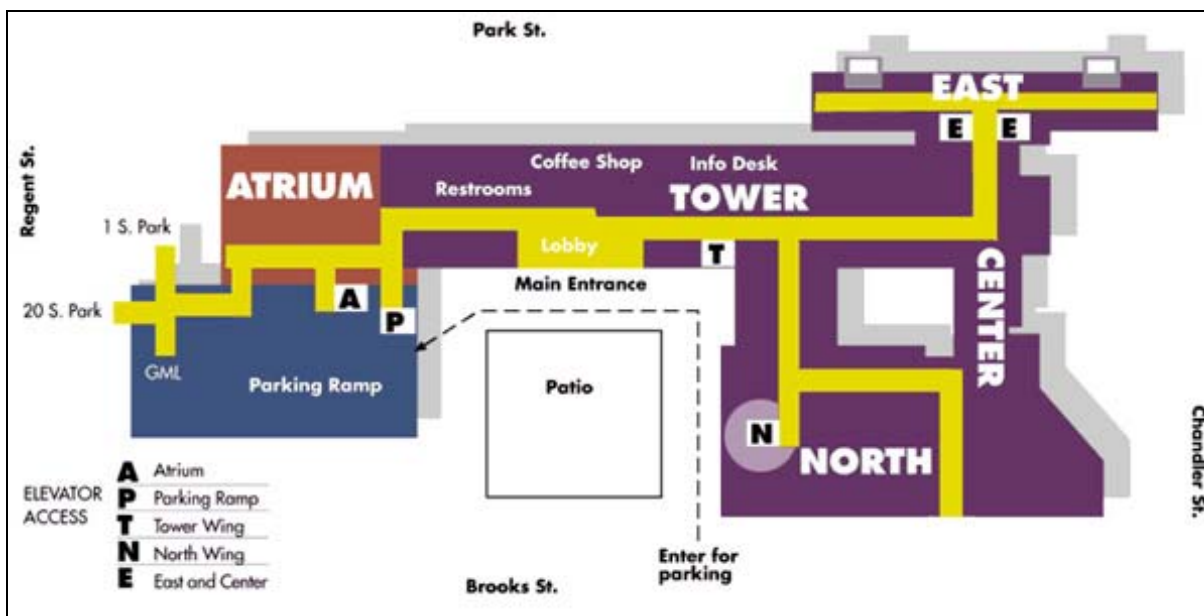 Park St.
EAST
E E
Regent St.
Coffee Shop
Info Desk
ATRIUM
Restrooms
TOWER
1 S. Park
Lobby
T
CENTER
Main Entrance
A
20 S. Park
P
GML
Parking Ramp
Patio
N
NORTH
Chandler St.
ELEVATOR
ACCESS
A Atrium
P Parking Ramp
T Tower Wing
N North Wing
E East and Center
Enter for
parking
Brooks St.